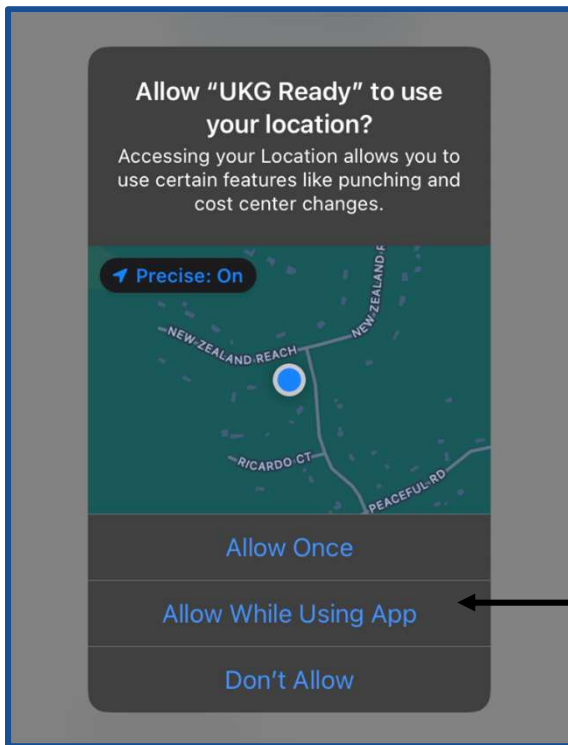 Allow “UKG Ready” to use
your location?
Accessing your Location allows you to
use certain features like punching and
cost center changes.
Precise: On
NEW ZEALAND
NEW ZEALAND REACH
RICARDO CT
PEACEFUL RD
Allow Once
Allow While Using App
Don’t Allow